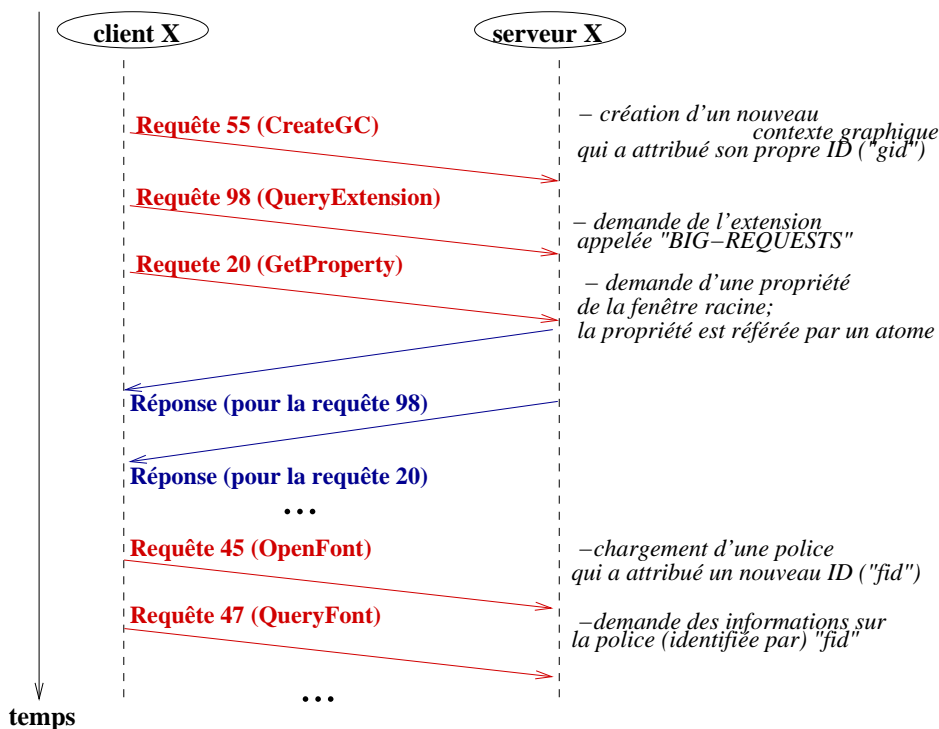 client X
serveur X
Requête 55 (CreateGC)
– création d'un nouveau
contexte graphique
qui a attribué son propre ID ("gid")
Requête 98 (QueryExtension)
– demande de l'extension
appelée "BIG–REQUESTS"
Requete 20 (GetProperty)
– demande d'une propriété
de la fenêtre racine;
la propriété est référée par un atome
Réponse (pour la requête 98)
Réponse (pour la requête 20)
...
Requête 45 (OpenFont)
–chargement d'une police
qui a attribué un nouveau ID ("fid")
Requête 47 (QueryFont)
–demande des informations sur
la police (identifiée par) "fid"
...
temps